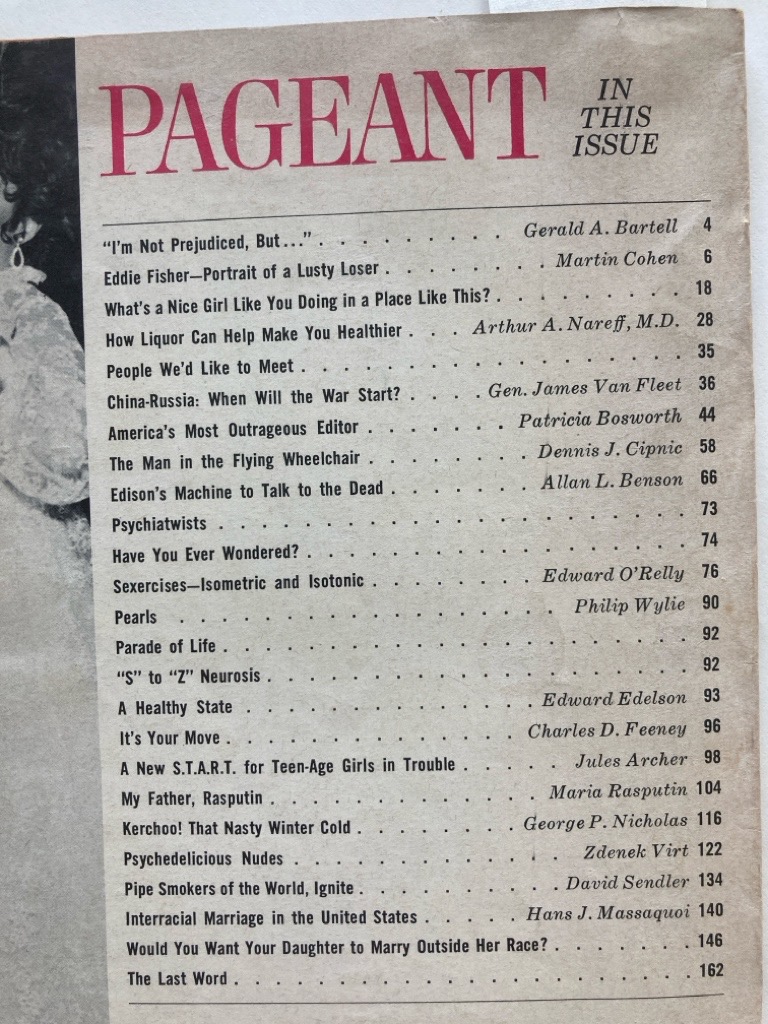 PAGEANT
IN
THIS
ISSUE
"I'm Not Prejudiced, But..." . . . . . . . . . Gerald A. Bartell 4
Eddie Fisher—Portrait of a Lusty Loser . . . . . . . . Martin Cohen 6
What's a Nice Girl Like You Doing in a Place Like This? . . . . . . . . . 18
How Liquor Can Help Make You Healthier . . . Arthur A. Nareff, M.D. 28
People We'd Like to Meet . . . . . . . . . . . . . . . . . . 35
China-Russia: When Will the War Start? . . . . Gen. James Van Fleet 36
America's Most Outrageous Editor . . . . . . . Patricia Bosworth 44
The Man in the Flying Wheelchair . . . . . . . . Dennis J. Cipnic 58
Edison's Machine to Talk to the Dead . . . . . . . Allan L. Benson 66
Psychiatwists . . . . . . . . . . . . . . . . . . . . . . 73
Have You Ever Wondered? . . . . . . . . . . . . . . . . . . 74
Sexercises—Isometric and Isotonic . . . . . . . . Edward O'Relly 76
Pearls . . . . . . . . . . . . . . . . . Philip Wylie 90
Parade of Life . . . . . . . . . . . . . . . . . . . . . . 92
"S" to "Z" Neurosis . . . . . . . . . . . . . . . . . . . . 92
A Healthy State . . . . . . . . . . . . . Edward Edelson 93
It's Your Move . . . . . . . . . . . . . Charles D. Feeney 96
A New S.T.A.R.T. for Teen-Age Girls in Trouble . . . . . Jules Archer 98
My Father, Rasputin . . . . . . . . . . . . Maria Rasputin 104
Kerchoo! That Nasty Winter Cold . . . . . . . . George P. Nicholas 116
Psychedelicious Nudes . . . . . . . . . . . . Zdenek Virt 122
Pipe Smokers of the World, Ignite . . . . . . . . . . David Sendler 134
Interracial Marriage in the United States . . . . . Hans J. Massaquoi 140
Would You Want Your Daughter to Marry Outside Her Race? . . . . . . . 146
The Last Word . . . . . . . . . . . . . . . . . . . . . . 162